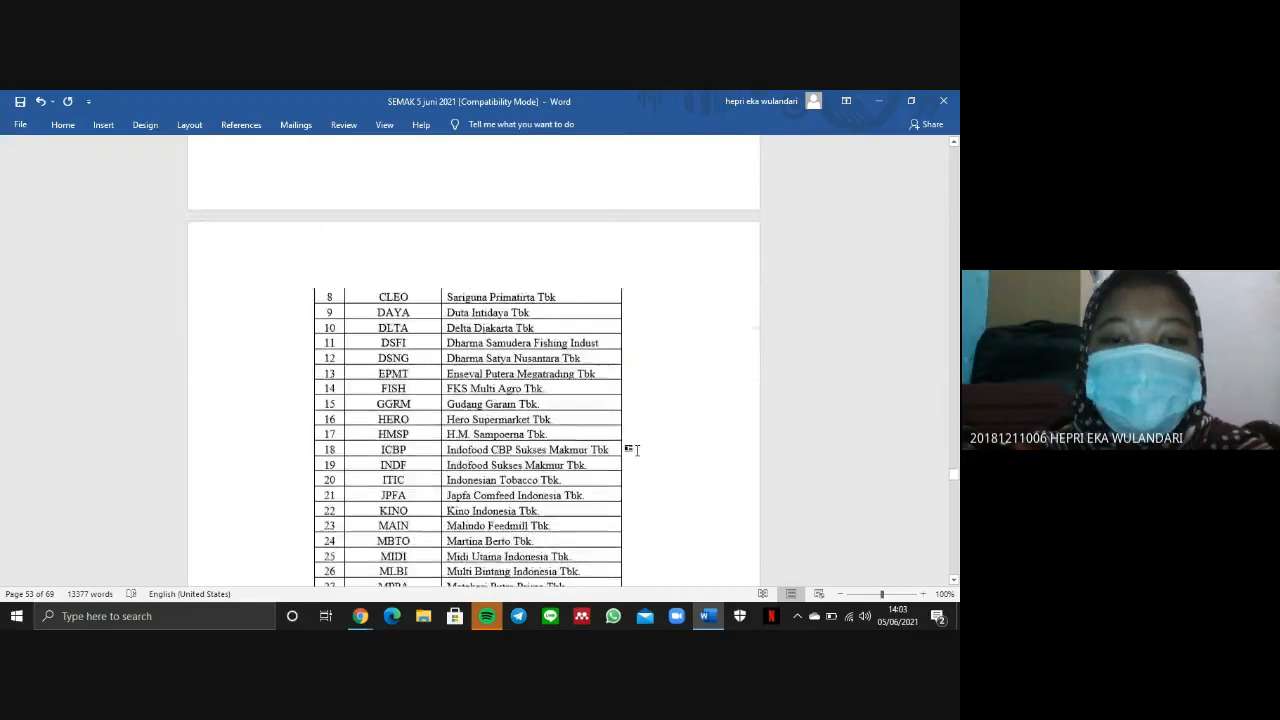 SEMAK 5 juni 2021 [Compatibility Mode] - Word
hepri eka wulandari
File Home Insert Design Layout References Mailings Review View Help Tell me what you want to do Share
8 CLEO Sariguna Primatirta Tbk
9 DAYA Duta Intidaya Tbk
10 DLTA Delta Djakarta Tbk
11 DSFI Dharma Samudera Fishing Indust
12 DSNG Dharma Satya Nusantara Tbk
13 EPMT Enseval Putera Megatrading Tbk
14 FISH FKS Multi Agro Tbk.
15 GGRM Gudang Garam Tbk.
16 HERO Hero Supermarket Tbk.
17 HMSP H.M. Sampoerna Tbk.
18 ICBP Indofood CBP Sukses Makmur Tbk
19 INDF Indofood Sukses Makmur Tbk.
20 ITIC Indonesian Tobacco Tbk.
21 JPFA Japfa Comfeed Indonesia Tbk.
22 KINO Kino Indonesia Tbk.
23 MAIN Malindo Feedmill Tbk.
24 MBTO Martina Berto Tbk.
25 MIDI Midi Utama Indonesia Tbk.
26 MLBI Multi Bintang Indonesia Tbk.
20181211006 HEPRI EKA WULANDARI
Page 53 of 69 13377 words English (United States) 100%
Type here to search
14:03
05/06/2021
2